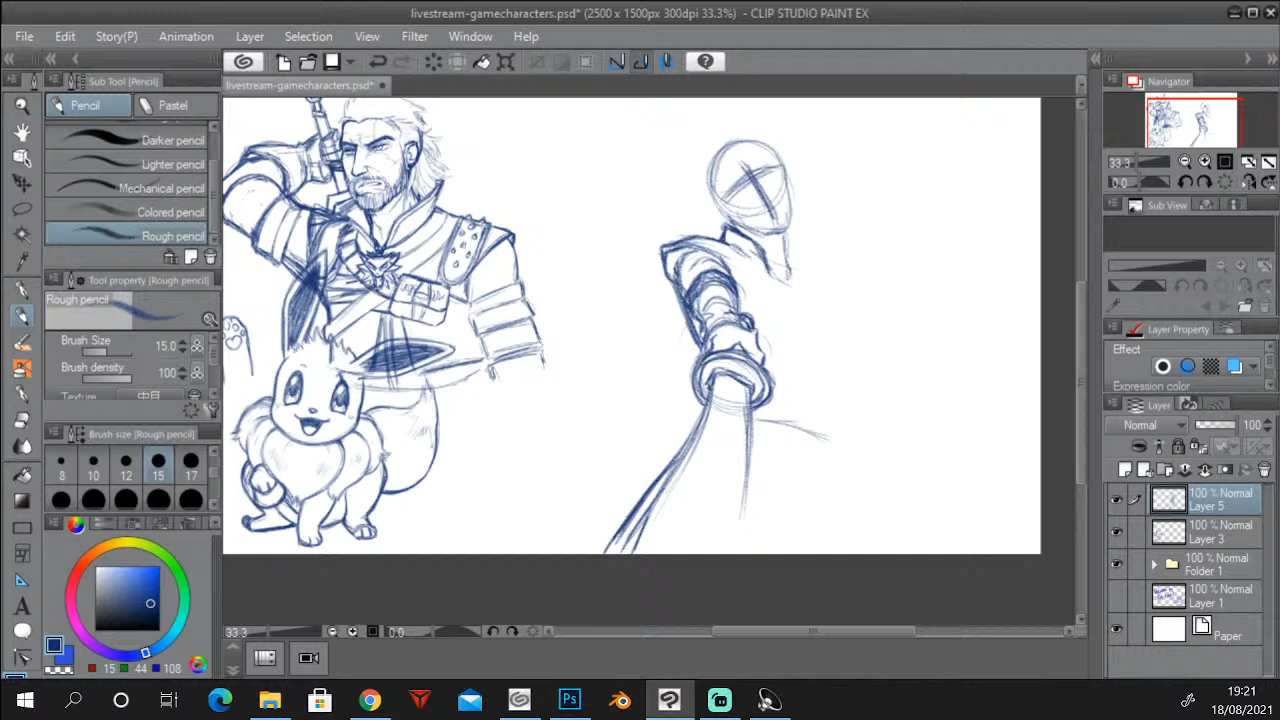 livestream-gamecharacters.psd* (2500 x 1500px 300dpi 33.3%) - CLIP STUDIO PAINT EX
File Edit Story(P) Animation Layer Selection View Filter Window Help
Sub Tool [Pencil]
livestream-gamecharacters.psd*
Navigator
Pencil Pastel
Darker pencil
Lighter pencil
Mechanical pencil
Colored pencil
Rough pencil
33.3
0.0
Sub View
Tool property [Rough pencil]
Rough pencil
Brush Size 15.0
Brush density 100
Texture
Layer Property
Effect
Expression color
Layer
Normal 100
Brush size [Rough pencil]
8 10 12 15 17
100 % Normal
Layer 5
100 % Normal
Layer 3
100 % Normal
Folder 1
100 % Normal
Layer 1
Paper
33.3 0.0
15 44 108
A
Ps
19:21
18/08/2021